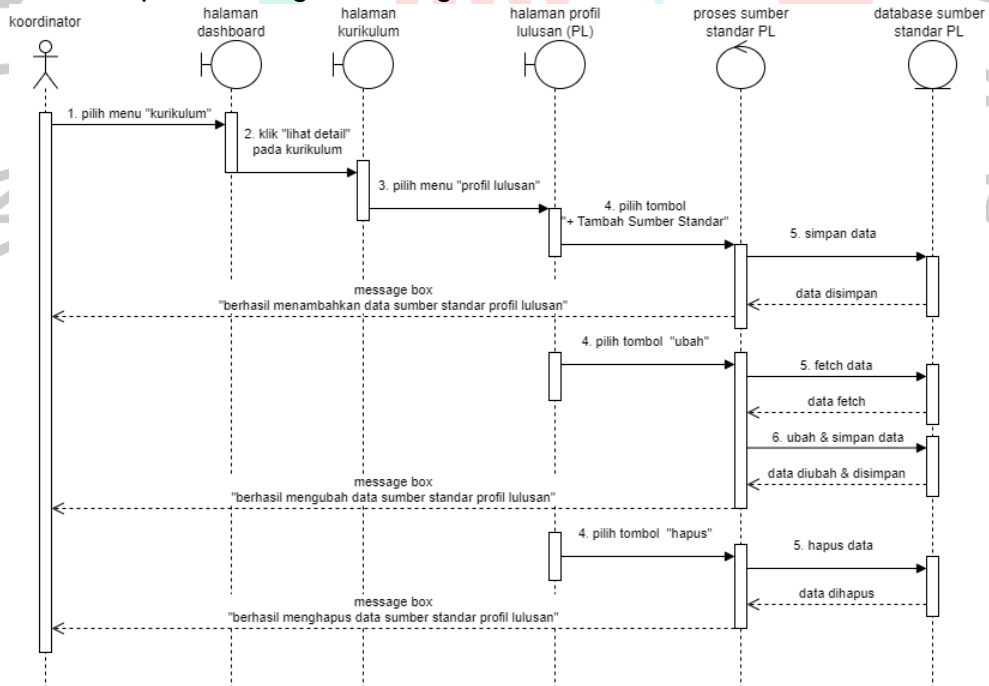 koordinator
halaman
dashboard
halaman
kurikulum
halaman profil
lulusan (PL)
proses sumber
standar PL
database sumber
standar PL
1. pilih menu "kurikulum"
2. klik "lihat detail"
pada kurikulum
3. pilih menu "profil lulusan"
4. pilih tombol
"+ Tambah Sumber Standar"
5. simpan data
data disimpan
message box
"berhasil menambahkan data sumber standar profil lulusan"
4. pilih tombol "ubah"
5. fetch data
data fetch
6. ubah & simpan data
data diubah & disimpan
message box
"berhasil mengubah data sumber standar profil lulusan"
4. pilih tombol "hapus"
5. hapus data
data dihapus
message box
"berhasil menghapus data sumber standar profil lulusan"